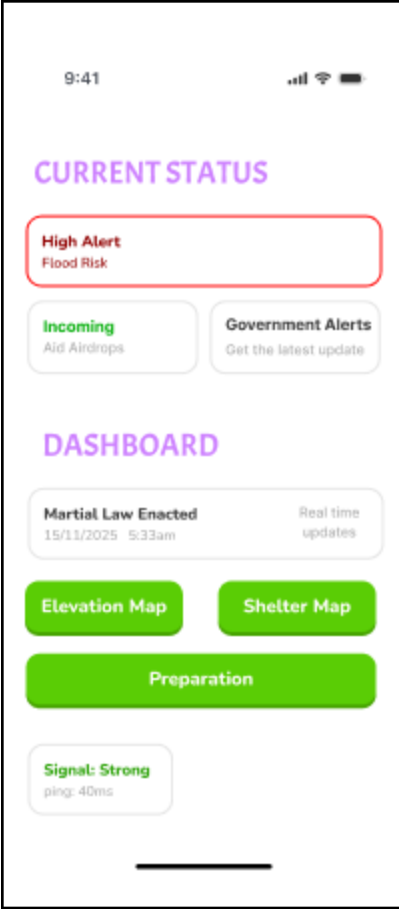 9:41
CURRENT STATUS
High Alert
Flood Risk
Incoming
Aid Airdrops
Government Alerts
Get the latest update
DASHBOARD
Martial Law Enacted
15/11/2025 5:33am
Real time
updates
Elevation Map
Shelter Map
Preparation
Signal: Strong
ping: 40ms